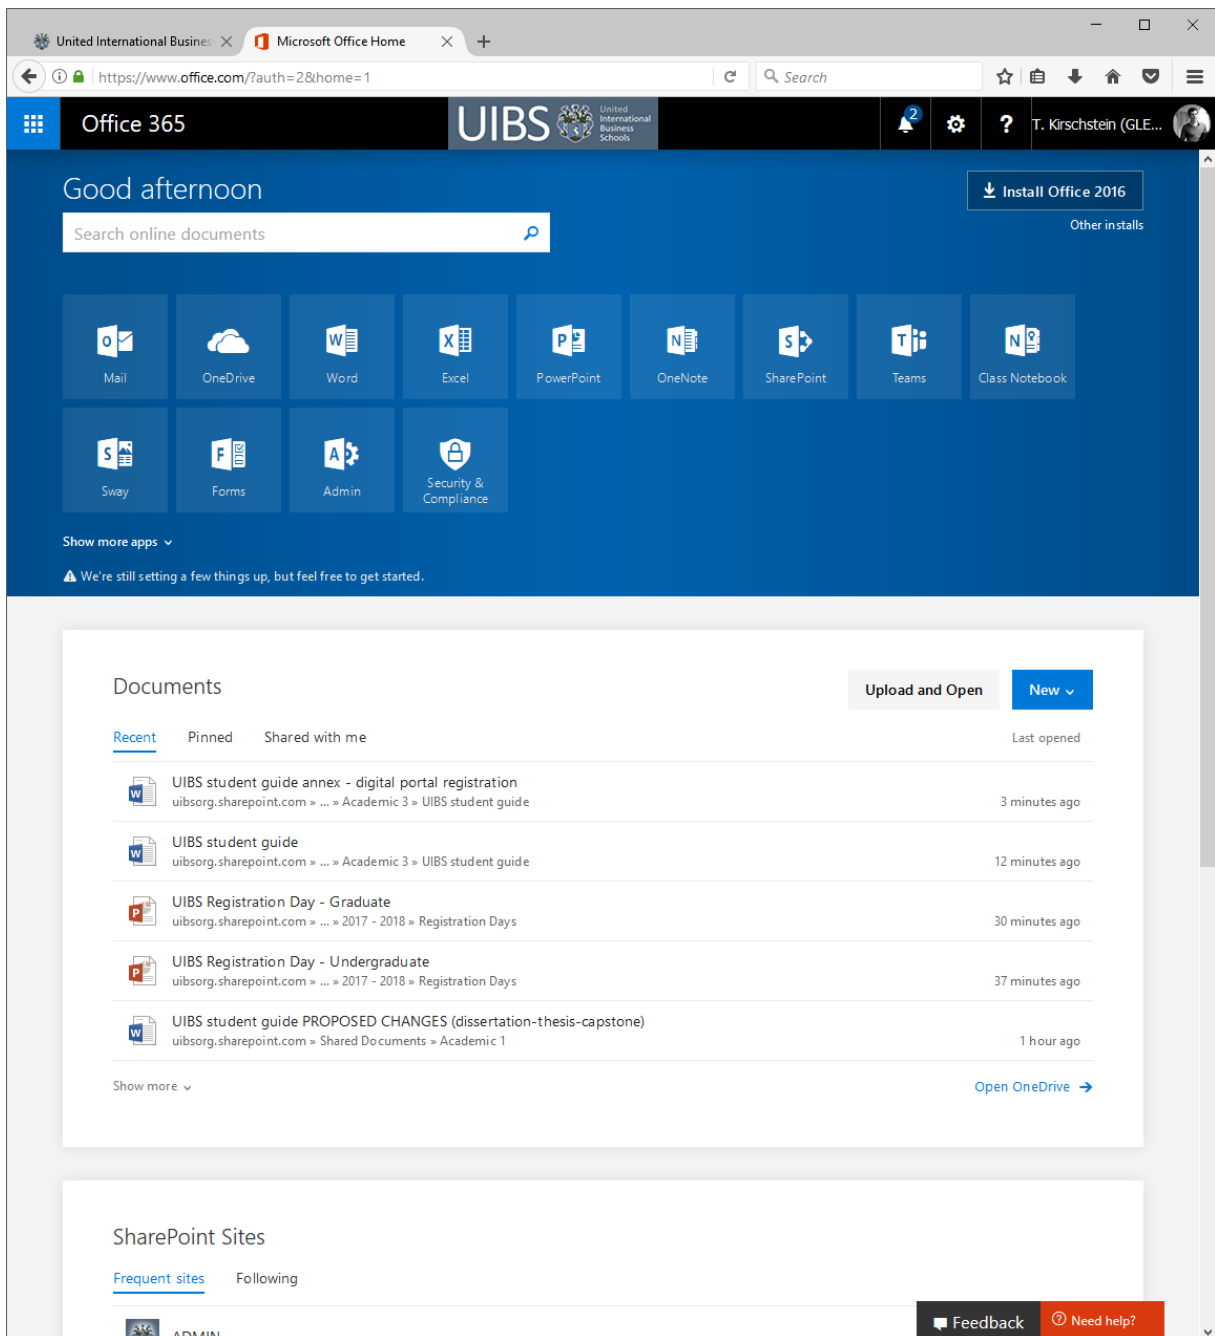 United International Busines
Microsoft Office Home
https://www.office.com/?auth=2&home=1
Search
Office 365
UIBS
United
International
Business
Schools
2
?
T. Kirschstein (GLE...
Good afternoon
Install Office 2016
Search online documents
Other installs
Mail
OneDrive
Word
Excel
PowerPoint
OneNote
SharePoint
Teams
Class Notebook
Sway
Forms
Admin
Security &
Compliance
Show more apps
We're still setting a few things up, but feel free to get started.
Documents
Upload and Open
New
Recent Pinned Shared with me
Last opened
UIBS student guide annex - digital portal registration
uibsorg.sharepoint.com » ... » Academic 3 » UIBS student guide
3 minutes ago
UIBS student guide
uibsorg.sharepoint.com » ... » Academic 3 » UIBS student guide
12 minutes ago
UIBS Registration Day - Graduate
uibsorg.sharepoint.com » ... » 2017 - 2018 » Registration Days
30 minutes ago
UIBS Registration Day - Undergraduate
uibsorg.sharepoint.com » ... » 2017 - 2018 » Registration Days
37 minutes ago
UIBS student guide PROPOSED CHANGES (dissertation-thesis-capstone)
uibsorg.sharepoint.com » Shared Documents » Academic 1
1 hour ago
Show more
Open OneDrive
SharePoint Sites
Frequent sites Following
ADMIN
Feedback
Need help?